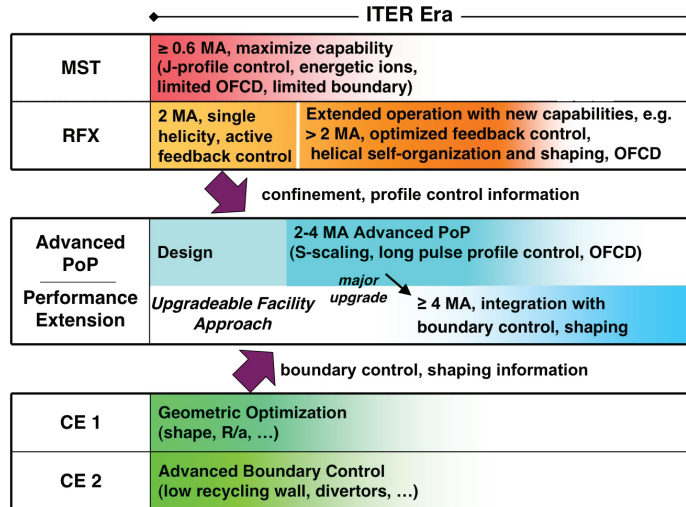 ITER Era
MST
≥ 0.6 MA, maximize capability
(J-profile control, energetic ions,
limited OFCD, limited boundary)
RFX
2 MA, single
helicity, active
feedback control
Extended operation with new capabilities, e.g.
> 2 MA, optimized feedback control,
helical self-organization and shaping, OFCD
confinement, profile control information
Advanced
PoP
Performance
Extension
Design
2-4 MA Advanced PoP
(S-scaling, long pulse profile control, OFCD)
Upgradeable Facility
Approach
major
upgrade
≥ 4 MA, integration with
boundary control, shaping
boundary control, shaping information
CE 1
Geometric Optimization
(shape, R/a, …)
CE 2
Advanced Boundary Control
(low recycling wall, divertors, …)